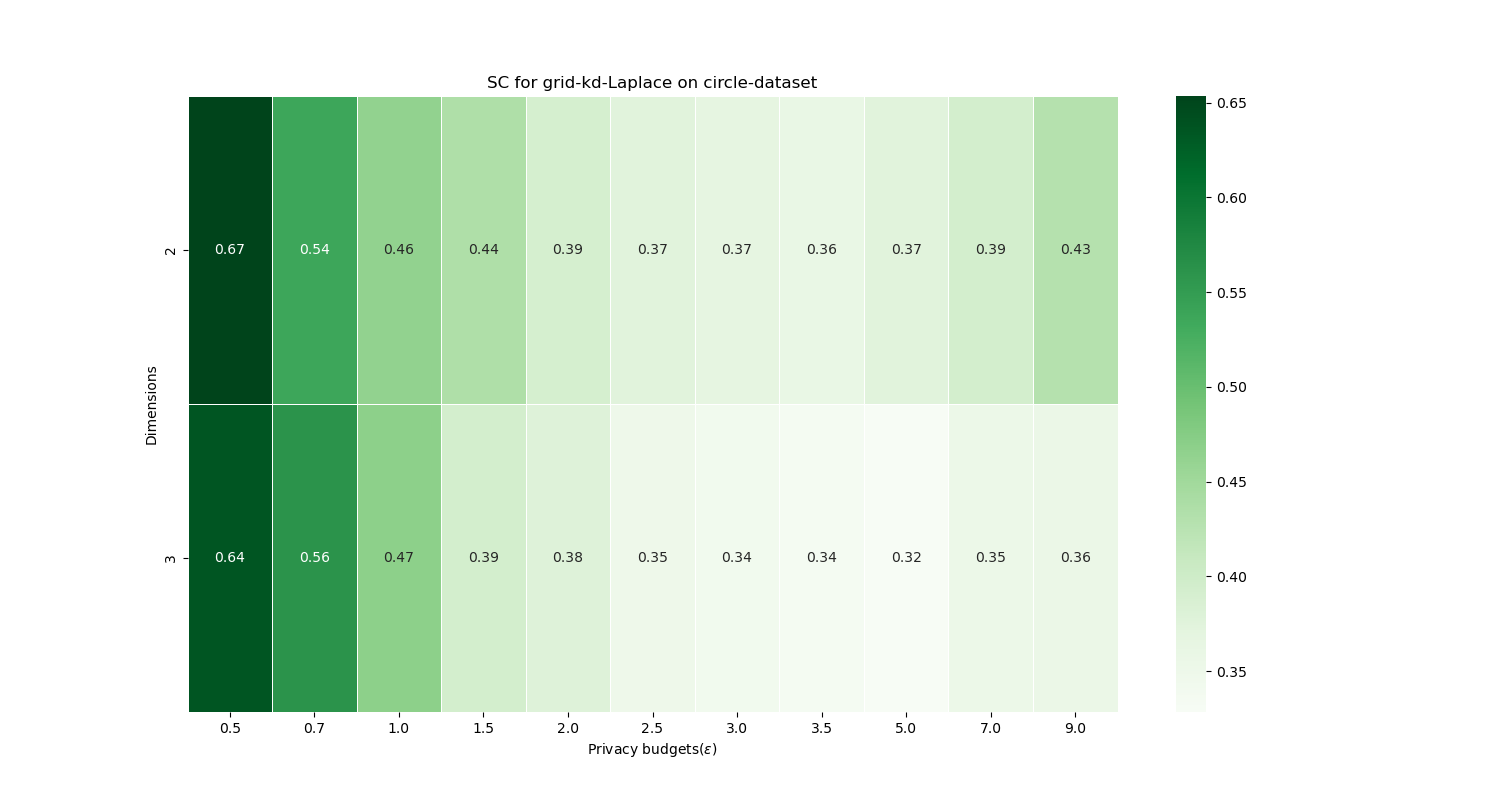 SC for grid-kd-Laplace on circle-dataset
0.65
0.60
0.55
0.50
0.45
0.40
0.35
Dimensions
2
0.67 0.54 0.46 0.44 0.39 0.37 0.37 0.36 0.37 0.39 0.43
3
0.64 0.56 0.47 0.39 0.38 0.35 0.34 0.34 0.32 0.35 0.36
0.5 0.7 1.0 1.5 2.0 2.5 3.0 3.5 5.0 7.0 9.0
Privacy budgets(ε)